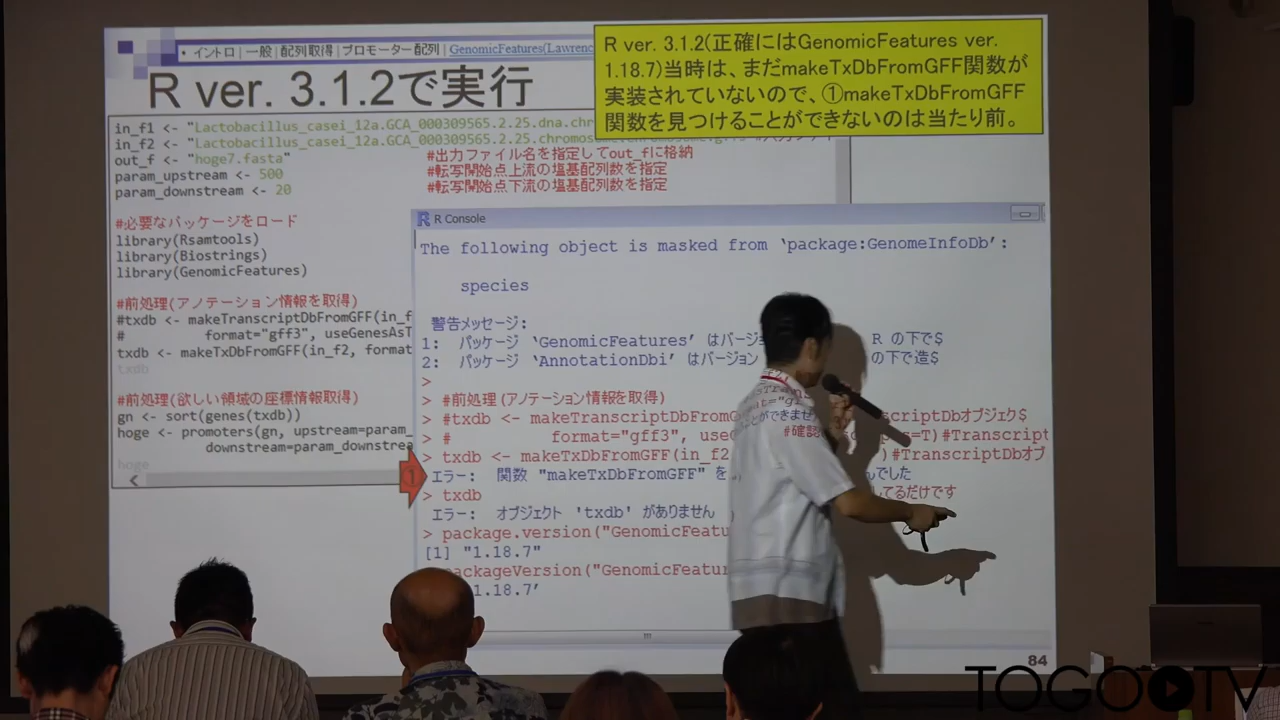 • イントロ | 一般 | 配列取得 | プロモーター配列 | GenomicFeatures(Lawrenc
R ver. 3.1.2で実行
R ver. 3.1.2(正確にはGenomicFeatures ver.
1.18.7)当時は、まだmakeTxDbFromGFF関数が
実装されていないので、①makeTxDbFromGFF
関数を見つけることができないのは当たり前。
in_f1 <- "Lactobacillus_casei_12a.GCA_000309565.2.25.dna.chr
in_f2 <- "Lactobacillus_casei_12a.GCA_000309565.2.25.chromoso
out_f <- "hoge7.fasta" #出力ファイル名を指定してout_fに格納
param_upstream <- 500 #転写開始点上流の塩基配列数を指定
param_downstream <- 20 #転写開始点下流の塩基配列数を指定
#必要なパッケージをロード
library(Rsamtools)
library(Biostrings)
library(GenomicFeatures)
#前処理(アノテーション情報を取得)
#txdb <- makeTranscriptDbFromGFF(in_f
# format="gff3", useGenesAsT
txdb <- makeTxDbFromGFF(in_f2, format
txdb
#前処理(欲しい領域の座標情報取得)
gn <- sort(genes(txdb))
hoge <- promoters(gn, upstream=param_
downstream=param_downstrea
hoge
R Console
The following object is masked from ‘package:GenomeInfoDb’:
species
警告メッセージ:
1: パッケージ ‘GenomicFeatures’ はバージ R の下で$
2: パッケージ ‘AnnotationDbi’ はバージョン の下で造$
>
> #前処理(アノテーション情報を取得)
> #txdb <- makeTranscriptDbFromG scriptDbオブジェク$
> # format="gff3", useG =T)#Transcript
> txdb <- makeTxDbFromGFF(in_f2 )#TranscriptDbオブ
① エラー: 関数 "makeTxDbFromGFF" を んでした
> txdb してるだけです
エラー: オブジェクト 'txdb' がありません
> package.version("GenomicFeatu
[1] "1.18.7"
packageVersion("GenomicFeatur
1.18.7’
84
TOGO TV